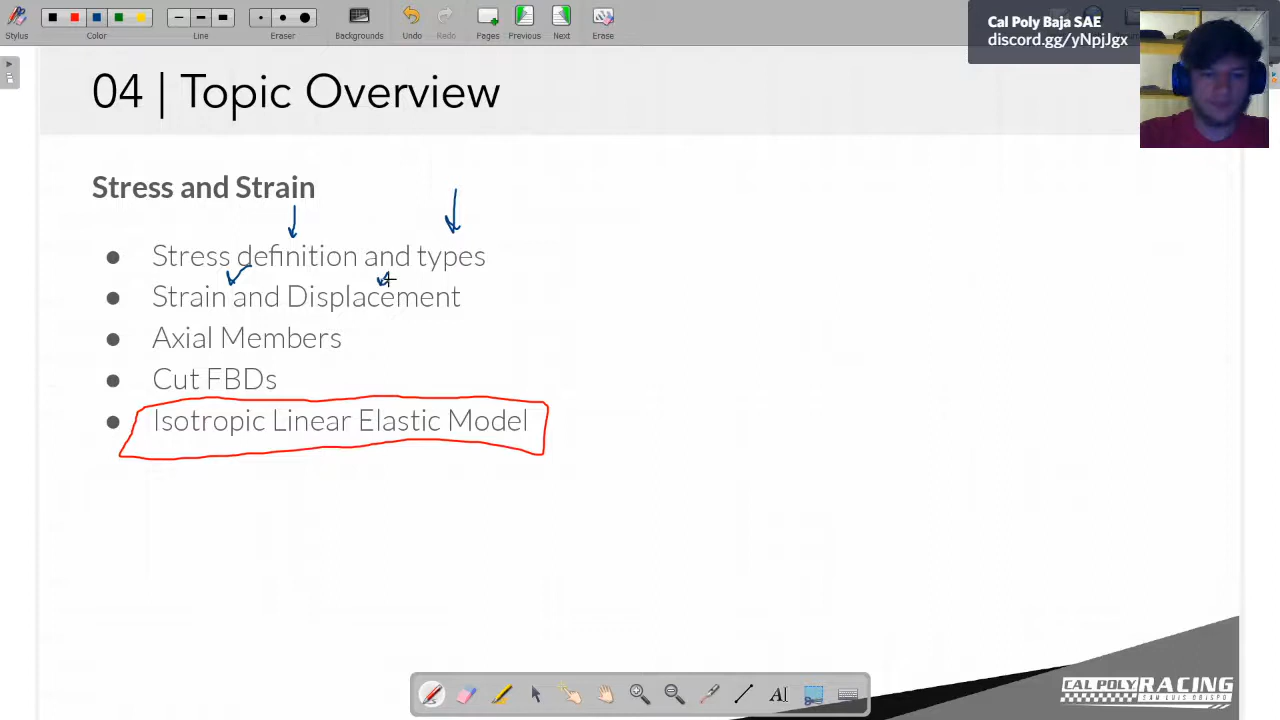 Stylus
Color
Line
Eraser
Backgrounds
Undo
Redo
Pages
Previous
Next
Erase
Cal Poly Baja SAE
discord.gg/yNpjJgx
04 | Topic Overview
Stress and Strain
● Stress definition and types
● Strain and Displacement
● Axial Members
● Cut FBDs
● Isotropic Linear Elastic Model
AI
CAL POLY RACING
SAN LUIS OBISPO